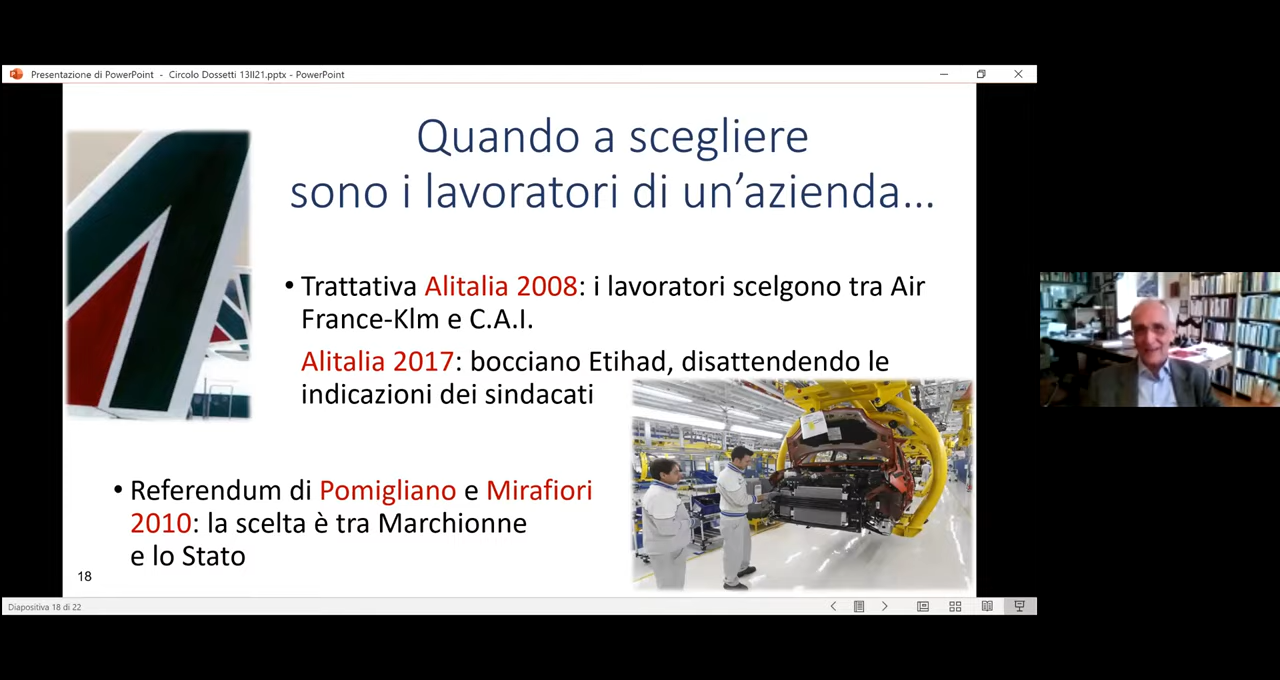 Presentazione di PowerPoint - Circolo Dossetti 13II21.pptx - PowerPoint
Quando a scegliere
sono i lavoratori di un’azienda…
• Trattativa Alitalia 2008: i lavoratori scelgono tra Air
France-Klm e C.A.I.
Alitalia 2017: bocciano Etihad, disattendendo le
indicazioni dei sindacati
• Referendum di Pomigliano e Mirafiori
2010: la scelta è tra Marchionne
e lo Stato
18
Diapositiva 18 di 22